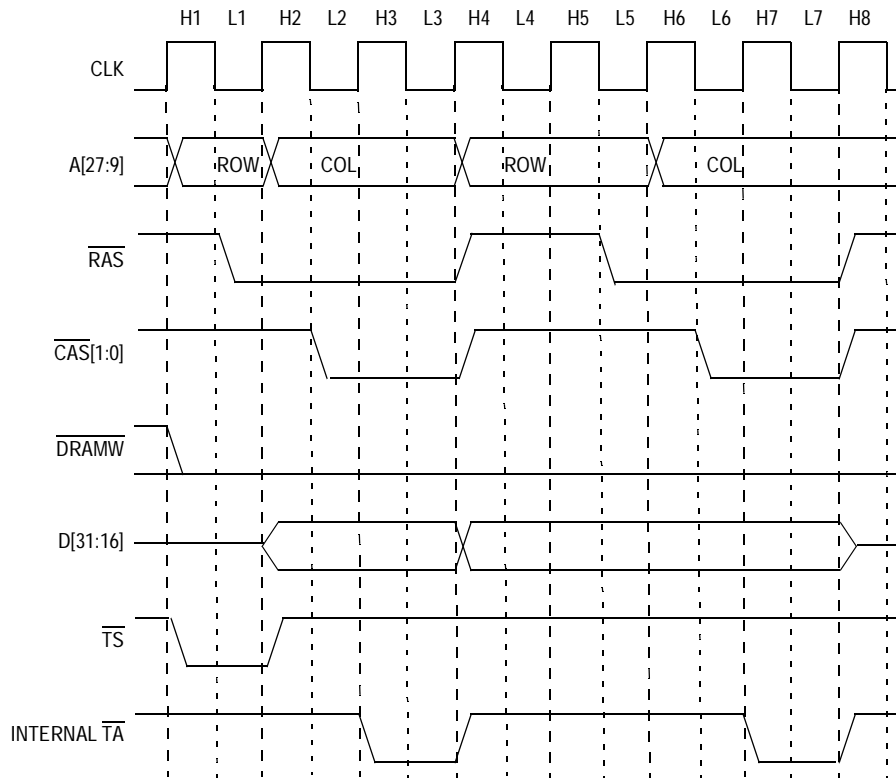 H1 L1 H2 L2 H3 L3 H4 L4 H5 L5 H6 L6 H7 L7 H8
CLK
A[27:9] ROW COL ROW COL
RAS
CAS[1:0]
DRAMW
D[31:16]
TS
INTERNAL TA